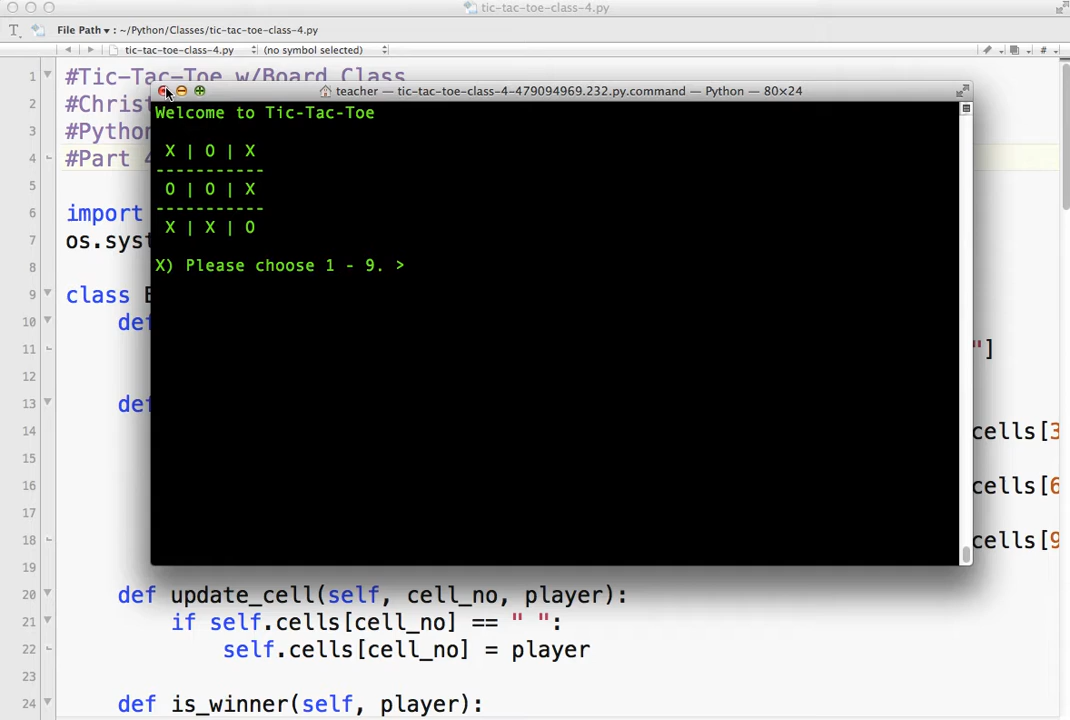 tic-tac-toe-class-4.py
File Path ▾ : ~/Python/Classes/tic-tac-toe-class-4.py
tic-tac-toe-class-4.py (no symbol selected) #
1 #Tic-Tac-Toe w/Board Class
teacher — tic-tac-toe-class-4-479094969.232.py.command — Python — 80×24
2 #Christ
3 #Python
4 #Part 4
5
6 import
7 os.syst
8
9 class B
10 def
11 "]
12
13 def
14 cells[3
15
16 cells[6
17
18 cells[9
19
Welcome to Tic-Tac-Toe
X | O | X
-----------
O | O | X
-----------
X | X | O
X) Please choose 1 - 9. >
20 def update_cell(self, cell_no, player):
21 if self.cells[cell_no] == " ":
22 self.cells[cell_no] = player
23
24 def is_winner(self, player):